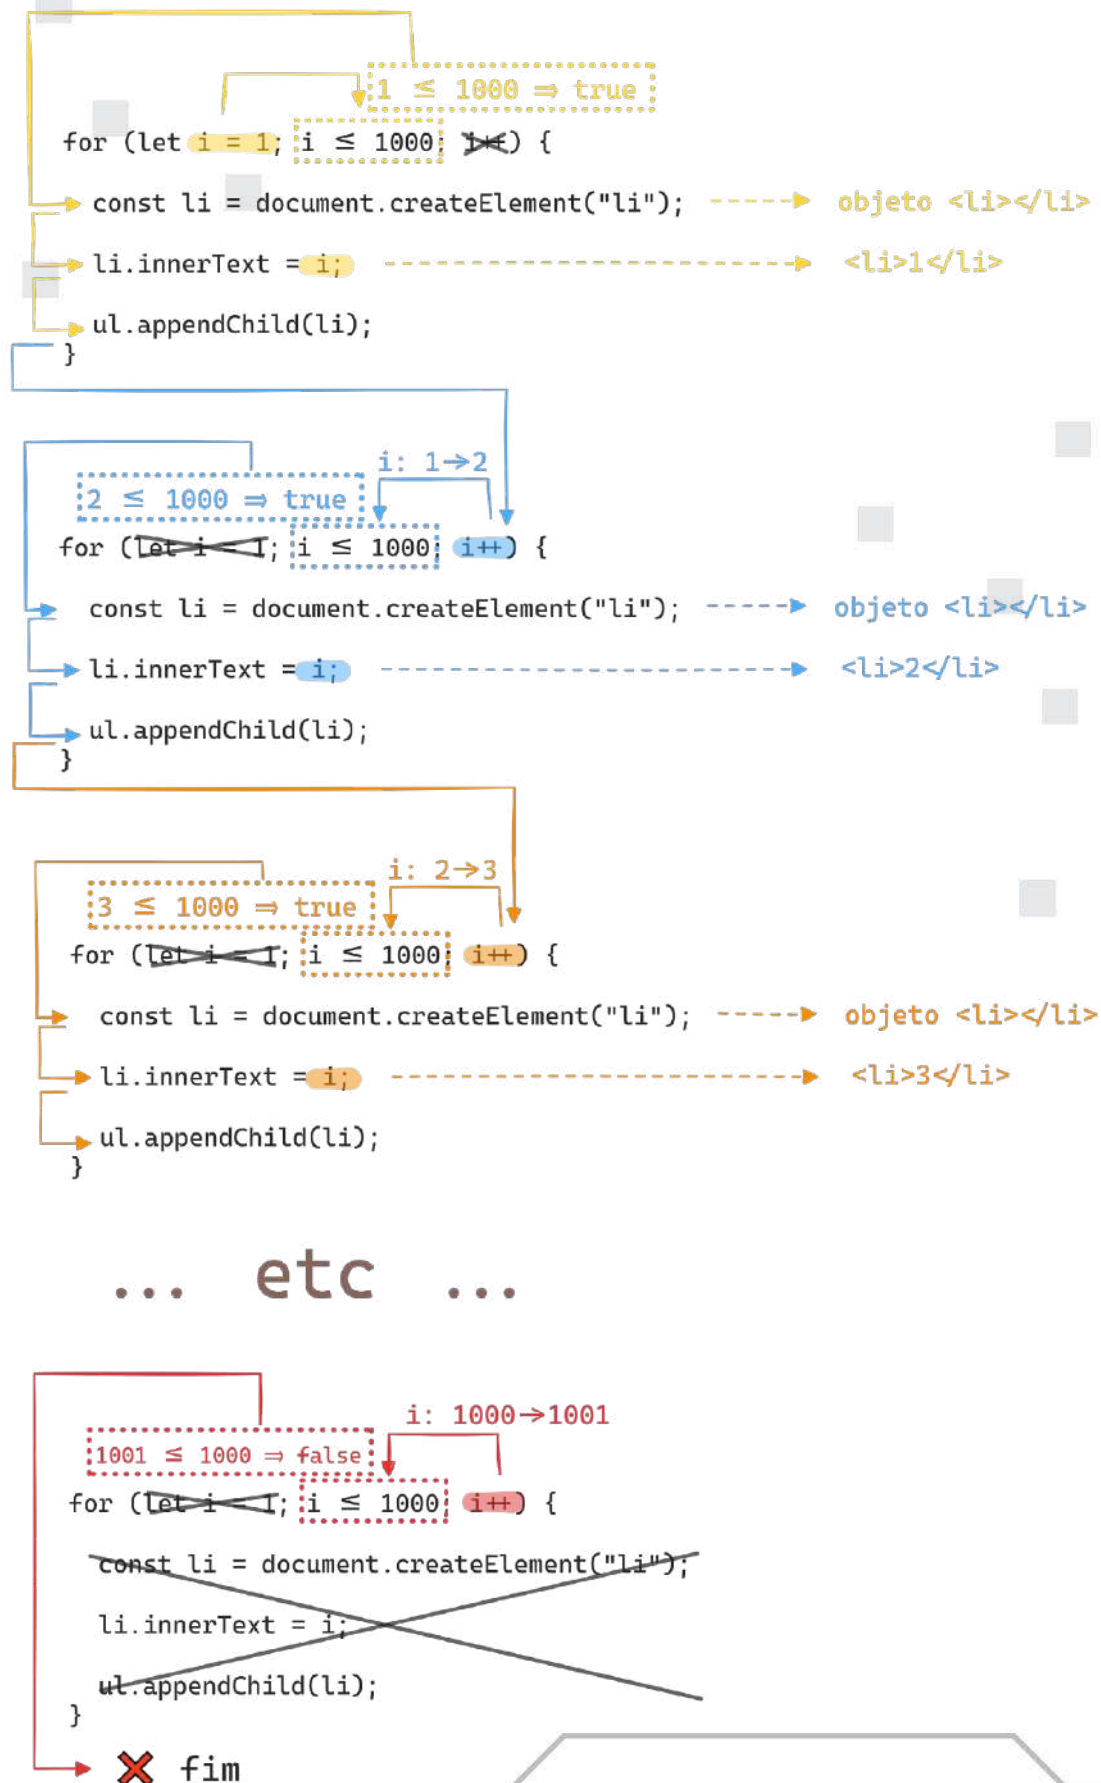 1 ≤ 1000 ⇒ true
for (let i = 1; i ≤ 1000; i++) {
const li = document.createElement("li"); objeto <li></li>
li.innerText = i; <li>1</li>
ul.appendChild(li);
}
i: 1→2
2 ≤ 1000 ⇒ true
for (let i = 1; i ≤ 1000; i++) {
const li = document.createElement("li"); objeto <li></li>
li.innerText = i; <li>2</li>
ul.appendChild(li);
}
i: 2→3
3 ≤ 1000 ⇒ true
for (let i = 1; i ≤ 1000; i++) {
const li = document.createElement("li"); objeto <li></li>
li.innerText = i; <li>3</li>
ul.appendChild(li);
}
... etc ...
i: 1000→1001
1001 ≤ 1000 ⇒ false
for (let i = 1; i ≤ 1000; i++) {
const li = document.createElement("li");
li.innerText = i;
ul.appendChild(li);
}
❌ fim